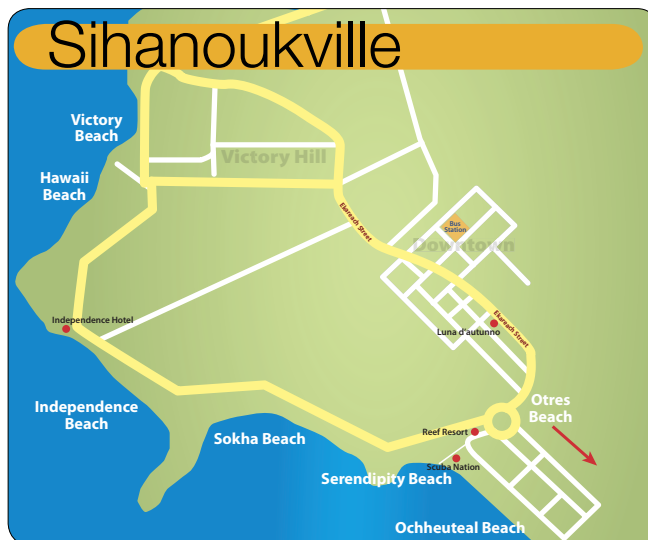 Sihanoukville
Victory
Beach
Victory Hill
Hawaii
Beach
Ekareach Street
Bus
Station
Downtown
Independence Hotel
Ekareach Street
Luna d'autunno
Independence
Beach
Otres
Beach
Sokha Beach
Reef Resort
Scuba Nation
Serendipity Beach
Ochheuteal Beach